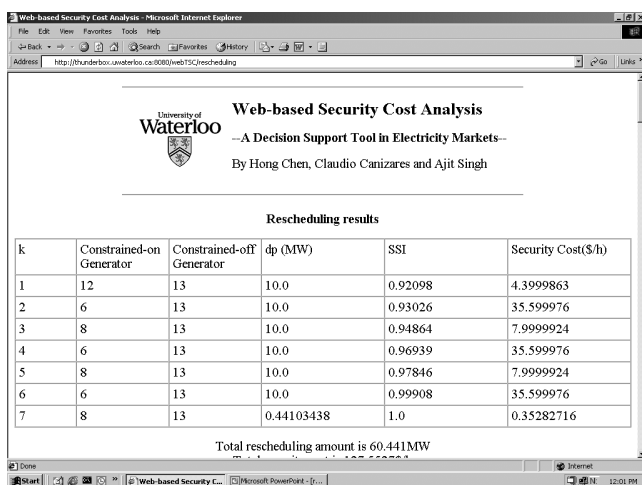 Web-based Security Cost Analysis - Microsoft Internet Explorer
File Edit View Favorites Tools Help
Back Search Favorites History
Address http://thunderbox.uwaterloo.ca:8080/webTSC/rescheduling Go Links
University of
Waterloo
Web-based Security Cost Analysis
--A Decision Support Tool in Electricity Markets--
By Hong Chen, Claudio Canizares and Ajit Singh
Rescheduling results
k Constrained-on Generator Constrained-off Generator dp (MW) SSI Security Cost($/h)
1 12 13 10.0 0.92098 4.3999863
2 6 13 10.0 0.93026 35.599976
3 8 13 10.0 0.94864 7.9999924
4 6 13 10.0 0.96939 35.599976
5 8 13 10.0 0.97846 7.9999924
6 6 13 10.0 0.99908 35.599976
7 8 13 0.44103438 1.0 0.35282716
Total rescheduling amount is 60.441MW
Done Internet
Start Web-based Security C... Microsoft PowerPoint - [r... N: 12:01 PM